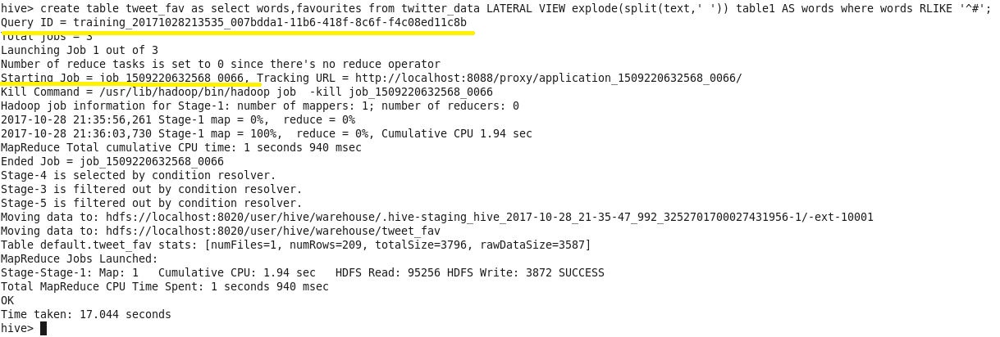 hive> create table tweet_fav as select words,favourites from twitter_data LATERAL VIEW explode(split(text,' ')) table1 AS words where words RLIKE '^#';
Query ID = training_20171028213535_007bdda1-11b6-418f-8c6f-f4c08ed11c8b
Total jobs = 3
Launching Job 1 out of 3
Number of reduce tasks is set to 0 since there's no reduce operator
Starting Job = job_1509220632568_0066, Tracking URL = http://localhost:8088/proxy/application_1509220632568_0066/
Kill Command = /usr/lib/hadoop/bin/hadoop job  -kill job_1509220632568_0066
Hadoop job information for Stage-1: number of mappers: 1; number of reducers: 0
2017-10-28 21:35:56,261 Stage-1 map = 0%,  reduce = 0%
2017-10-28 21:36:03,730 Stage-1 map = 100%,  reduce = 0%, Cumulative CPU 1.94 sec
MapReduce Total cumulative CPU time: 1 seconds 940 msec
Ended Job = job_1509220632568_0066
Stage-4 is selected by condition resolver.
Stage-3 is filtered out by condition resolver.
Stage-5 is filtered out by condition resolver.
Moving data to: hdfs://localhost:8020/user/hive/warehouse/.hive-staging_hive_2017-10-28_21-35-47_992_3252701700027431956-1/-ext-10001
Moving data to: hdfs://localhost:8020/user/hive/warehouse/tweet_fav
Table default.tweet_fav stats: [numFiles=1, numRows=209, totalSize=3796, rawDataSize=3587]
MapReduce Jobs Launched:
Stage-Stage-1: Map: 1   Cumulative CPU: 1.94 sec   HDFS Read: 95256 HDFS Write: 3872 SUCCESS
Total MapReduce CPU Time Spent: 1 seconds 940 msec
OK
Time taken: 17.044 seconds
hive>